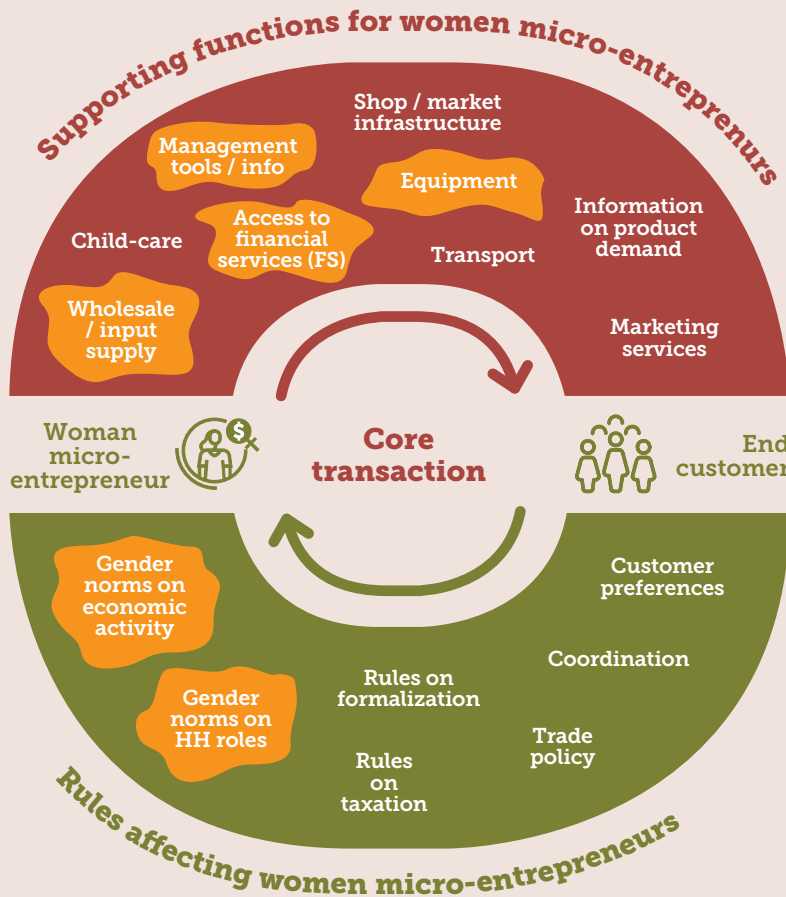 Supporting functions for women micro-entreprenurs
Shop / market
infrastructure
Management
tools / info
Equipment
Information
on product
demand
Access to
financial
services (FS)
Child-care
Transport
Wholesale
/ input
supply
Marketing
services
Woman
micro-
entrepreneur
$
Core
transaction
End
customer
Gender
norms on
economic
activity
Customer
preferences
Coordination
Rules on
formalization
Gender
norms on
HH roles
Trade
policy
Rules
on
taxation
Rules affecting women micro-entrepreneurs